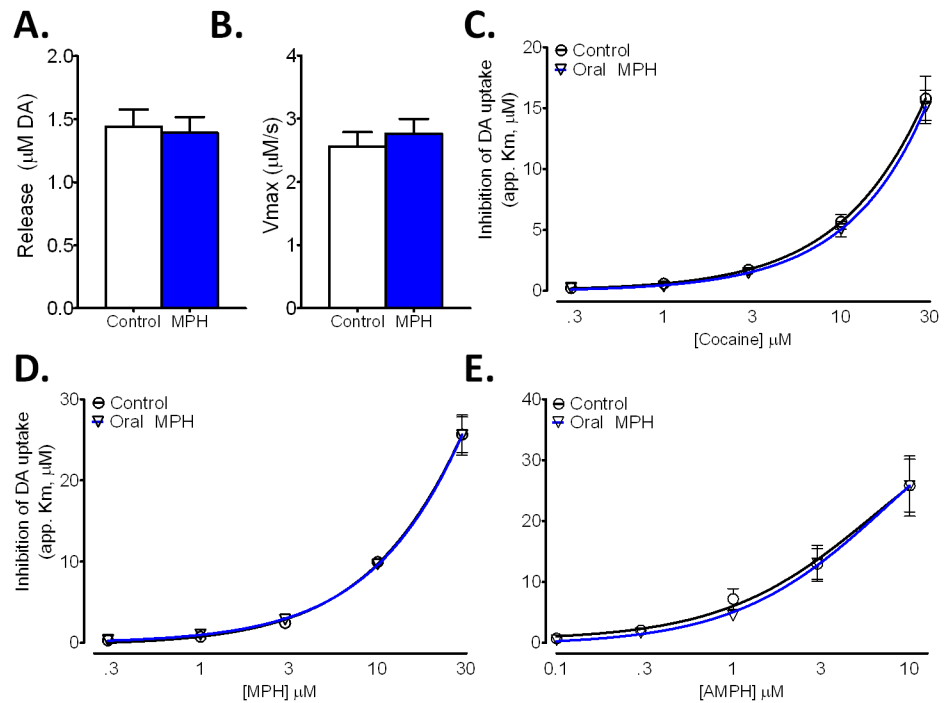 A.
Release (μM DA)
2.0
1.5
1.0
0.5
0.0
Control MPH
B.
Vmax (μM/s)
4
3
2
1
0
Control MPH
C.
Control
Oral MPH
Inhibition of DA uptake
(app. Km, μM)
20
15
10
5
0
.3 1 3 10 30
[Cocaine] μM
D.
Control
Oral MPH
Inhibition of DA uptake
(app. Km, μM)
30
20
10
0
.3 1 3 10 30
[MPH] μM
E.
Control
Oral MPH
40
30
20
10
0
0.1 .3 1 3 10
[AMPH] μM